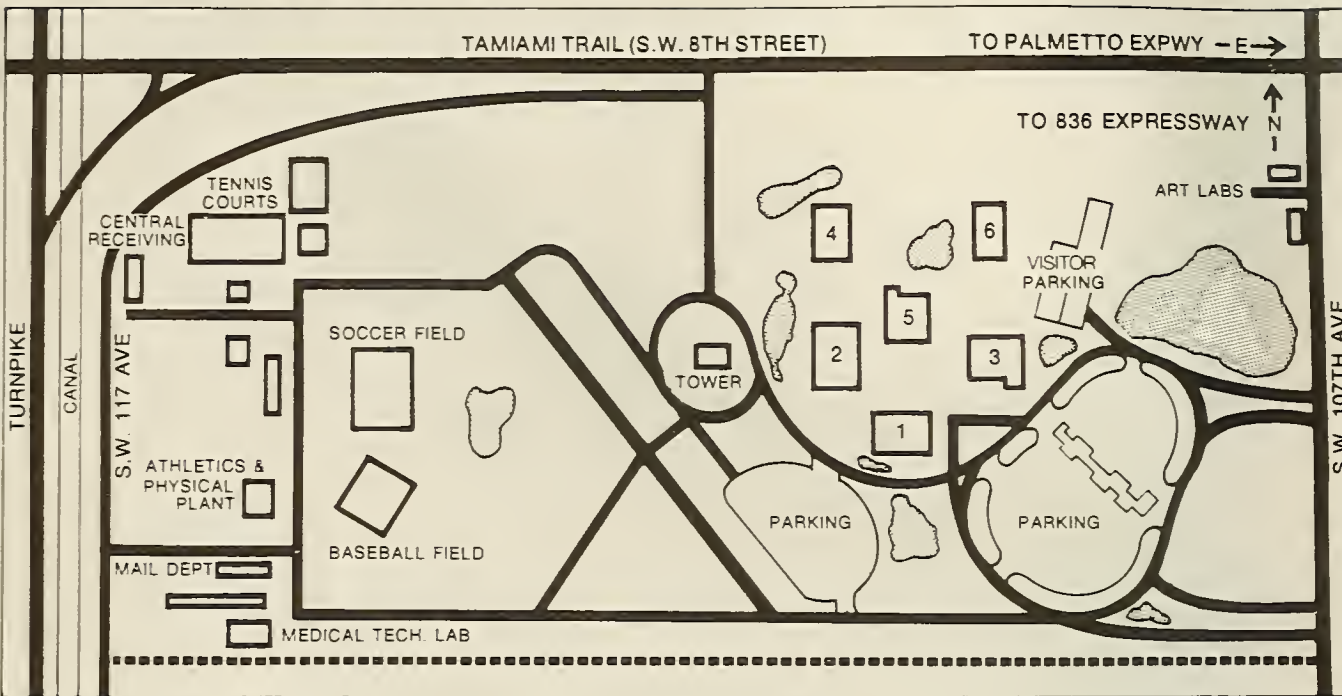 TAMIAMI TRAIL (S.W. 8TH STREET)
TO PALMETTO EXPWY – E
TO 836 EXPRESSWAY
N
ART LABS
TENNIS
COURTS
CENTRAL
RECEIVING
4
6
VISITOR
PARKING
5
SOCCER FIELD
2
3
TOWER
TURNPIKE
CANAL
S.W. 117 AVE
S.W. 107TH AVE
1
ATHLETICS &
PHYSICAL
PLANT
PARKING
PARKING
BASEBALL FIELD
MAIL DEPT
MEDICAL TECH. LAB